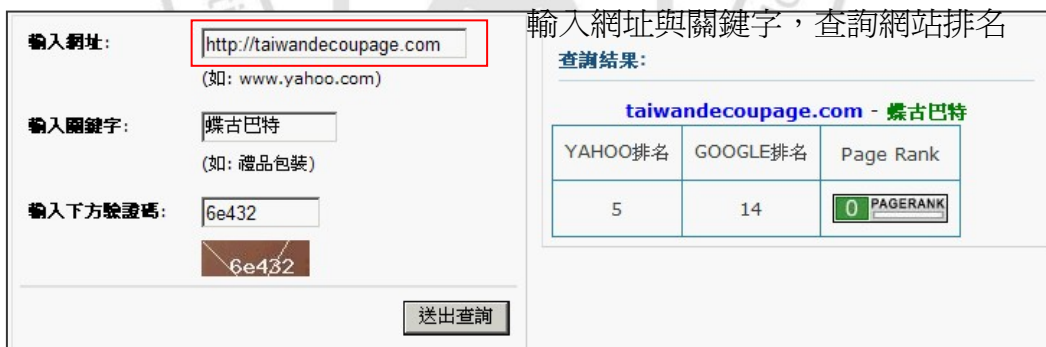 輸入網址與關鍵字，查詢網站排名
輸入網址:
http://taiwandecoupage.com
(如: www.yahoo.com)
輸入關鍵字:
蝶古巴特
(如: 禮品包裝)
輸入下方驗證碼:
6e432
6e432
送出查詢
查詢結果:
taiwandecoupage.com - 蝶古巴特
YAHOO排名 GOOGLE排名 Page Rank
5 14 0 PAGERANK